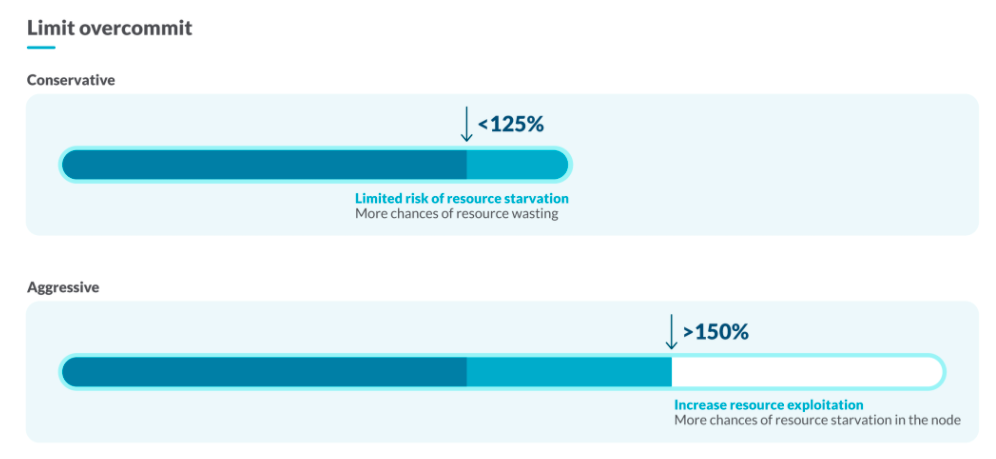 Limit overcommit
Conservative
<125%
Limited risk of resource starvation
More chances of resource wasting
Aggressive
>150%
Increase resource exploitation
More chances of resource starvation in the node